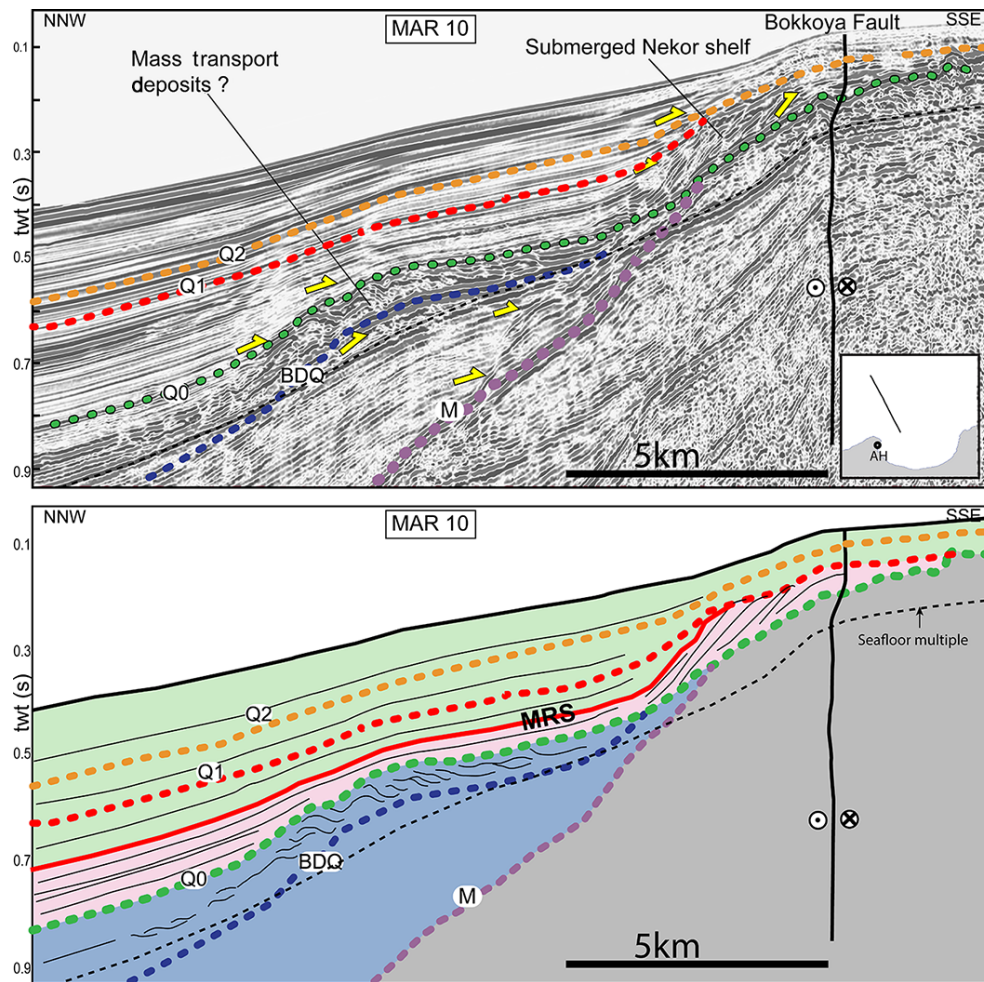 NNW
MAR 10
Bokkoya Fault
SSE
0.1
Mass transport
deposits ?
Submerged Nekor shelf
0.3
twt (s)
0.5
Q2
Q1
0.7
BDQ
Q0
M
AH
0.9
5km
NNW
MAR 10
SSE
0.1
0.3
Seafloor multiple
twt (s)
Q2
MRS
0.5
Q1
0.7
BDQ
Q0
M
0.9
5km